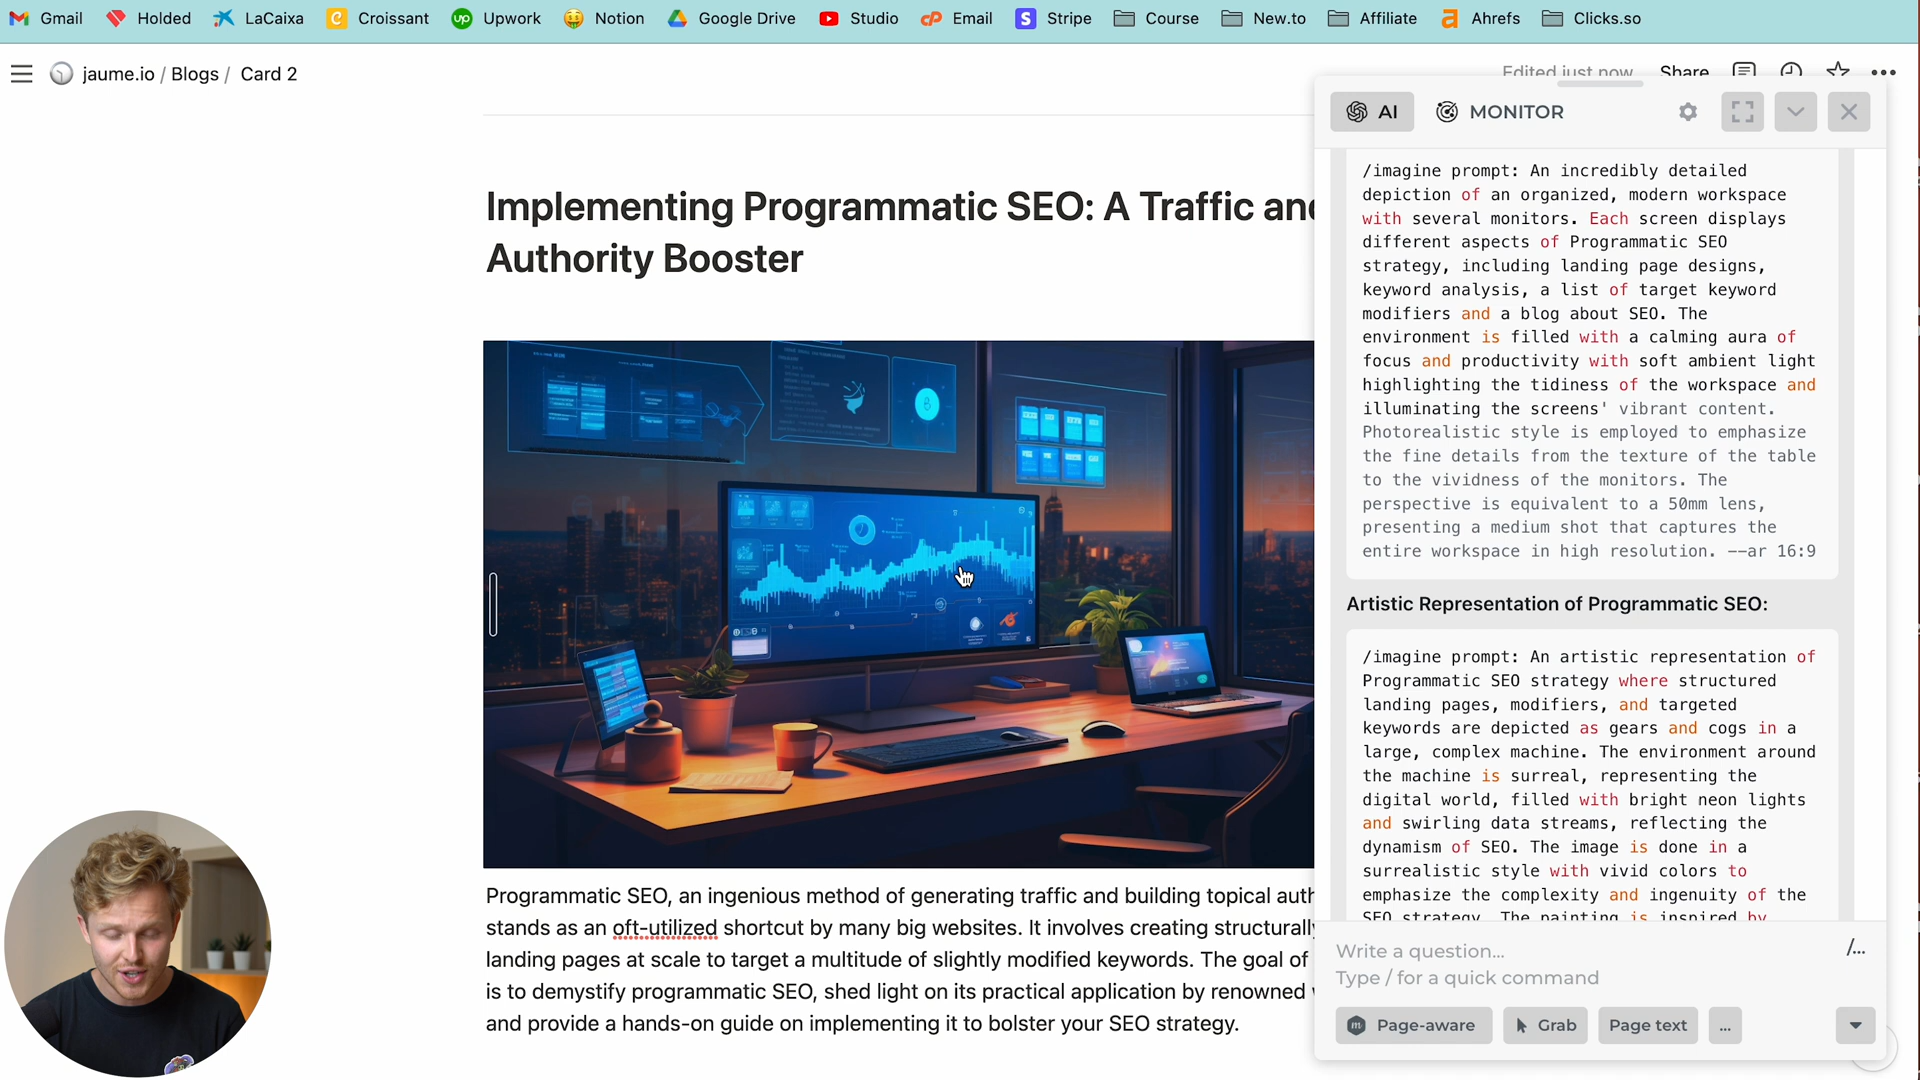 Gmail Holded LaCaixa Croissant Upwork Notion Google Drive Studio Email Stripe Course New.to Affiliate Ahrefs Clicks.so
jaume.io / Blogs / Card 2
Edited just now Share
Implementing Programmatic SEO: A Traffic and
Authority Booster
Programmatic SEO, an ingenious method of generating traffic and building topical auth
stands as an oft-utilized shortcut by many big websites. It involves creating structurally
landing pages at scale to target a multitude of slightly modified keywords. The goal of
is to demystify programmatic SEO, shed light on its practical application by renowned
and provide a hands-on guide on implementing it to bolster your SEO strategy.
AI MONITOR
/imagine prompt: An incredibly detailed
depiction of an organized, modern workspace
with several monitors. Each screen displays
different aspects of Programmatic SEO
strategy, including landing page designs,
keyword analysis, a list of target keyword
modifiers and a blog about SEO. The
environment is filled with a calming aura of
focus and productivity with soft ambient light
highlighting the tidiness of the workspace and
illuminating the screens' vibrant content.
Photorealistic style is employed to emphasize
the fine details from the texture of the table
to the vividness of the monitors. The
perspective is equivalent to a 50mm lens,
presenting a medium shot that captures the
entire workspace in high resolution. --ar 16:9
Artistic Representation of Programmatic SEO:
/imagine prompt: An artistic representation of
Programmatic SEO strategy where structured
landing pages, modifiers, and targeted
keywords are depicted as gears and cogs in a
large, complex machine. The environment around
the machine is surreal, representing the
digital world, filled with bright neon lights
and swirling data streams, reflecting the
dynamism of SEO. The image is done in a
surrealistic style with vivid colors to
emphasize the complexity and ingenuity of the
SEO strategy. The painting is inspired by
Write a question...
/...
Type / for a quick command
Page-aware Grab Page text ...